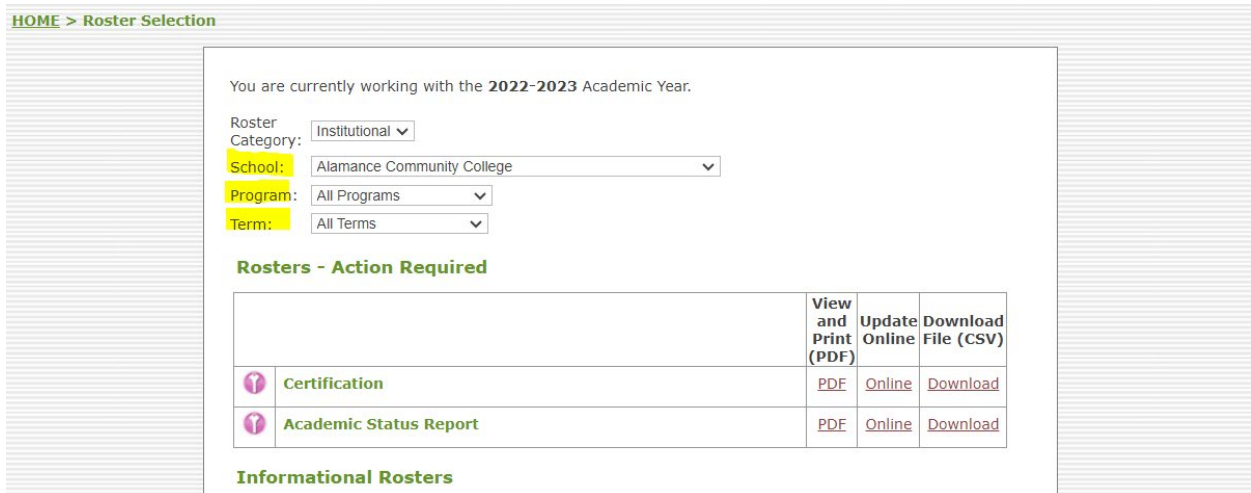 HOME > Roster Selection
You are currently working with the 2022-2023 Academic Year.
Roster
Category: Institutional
School: Alamance Community College
Program: All Programs
Term: All Terms
Rosters - Action Required
View
and
Print
(PDF)
Update
Online
Download
File (CSV)
Certification PDF Online Download
Academic Status Report PDF Online Download
Informational Rosters